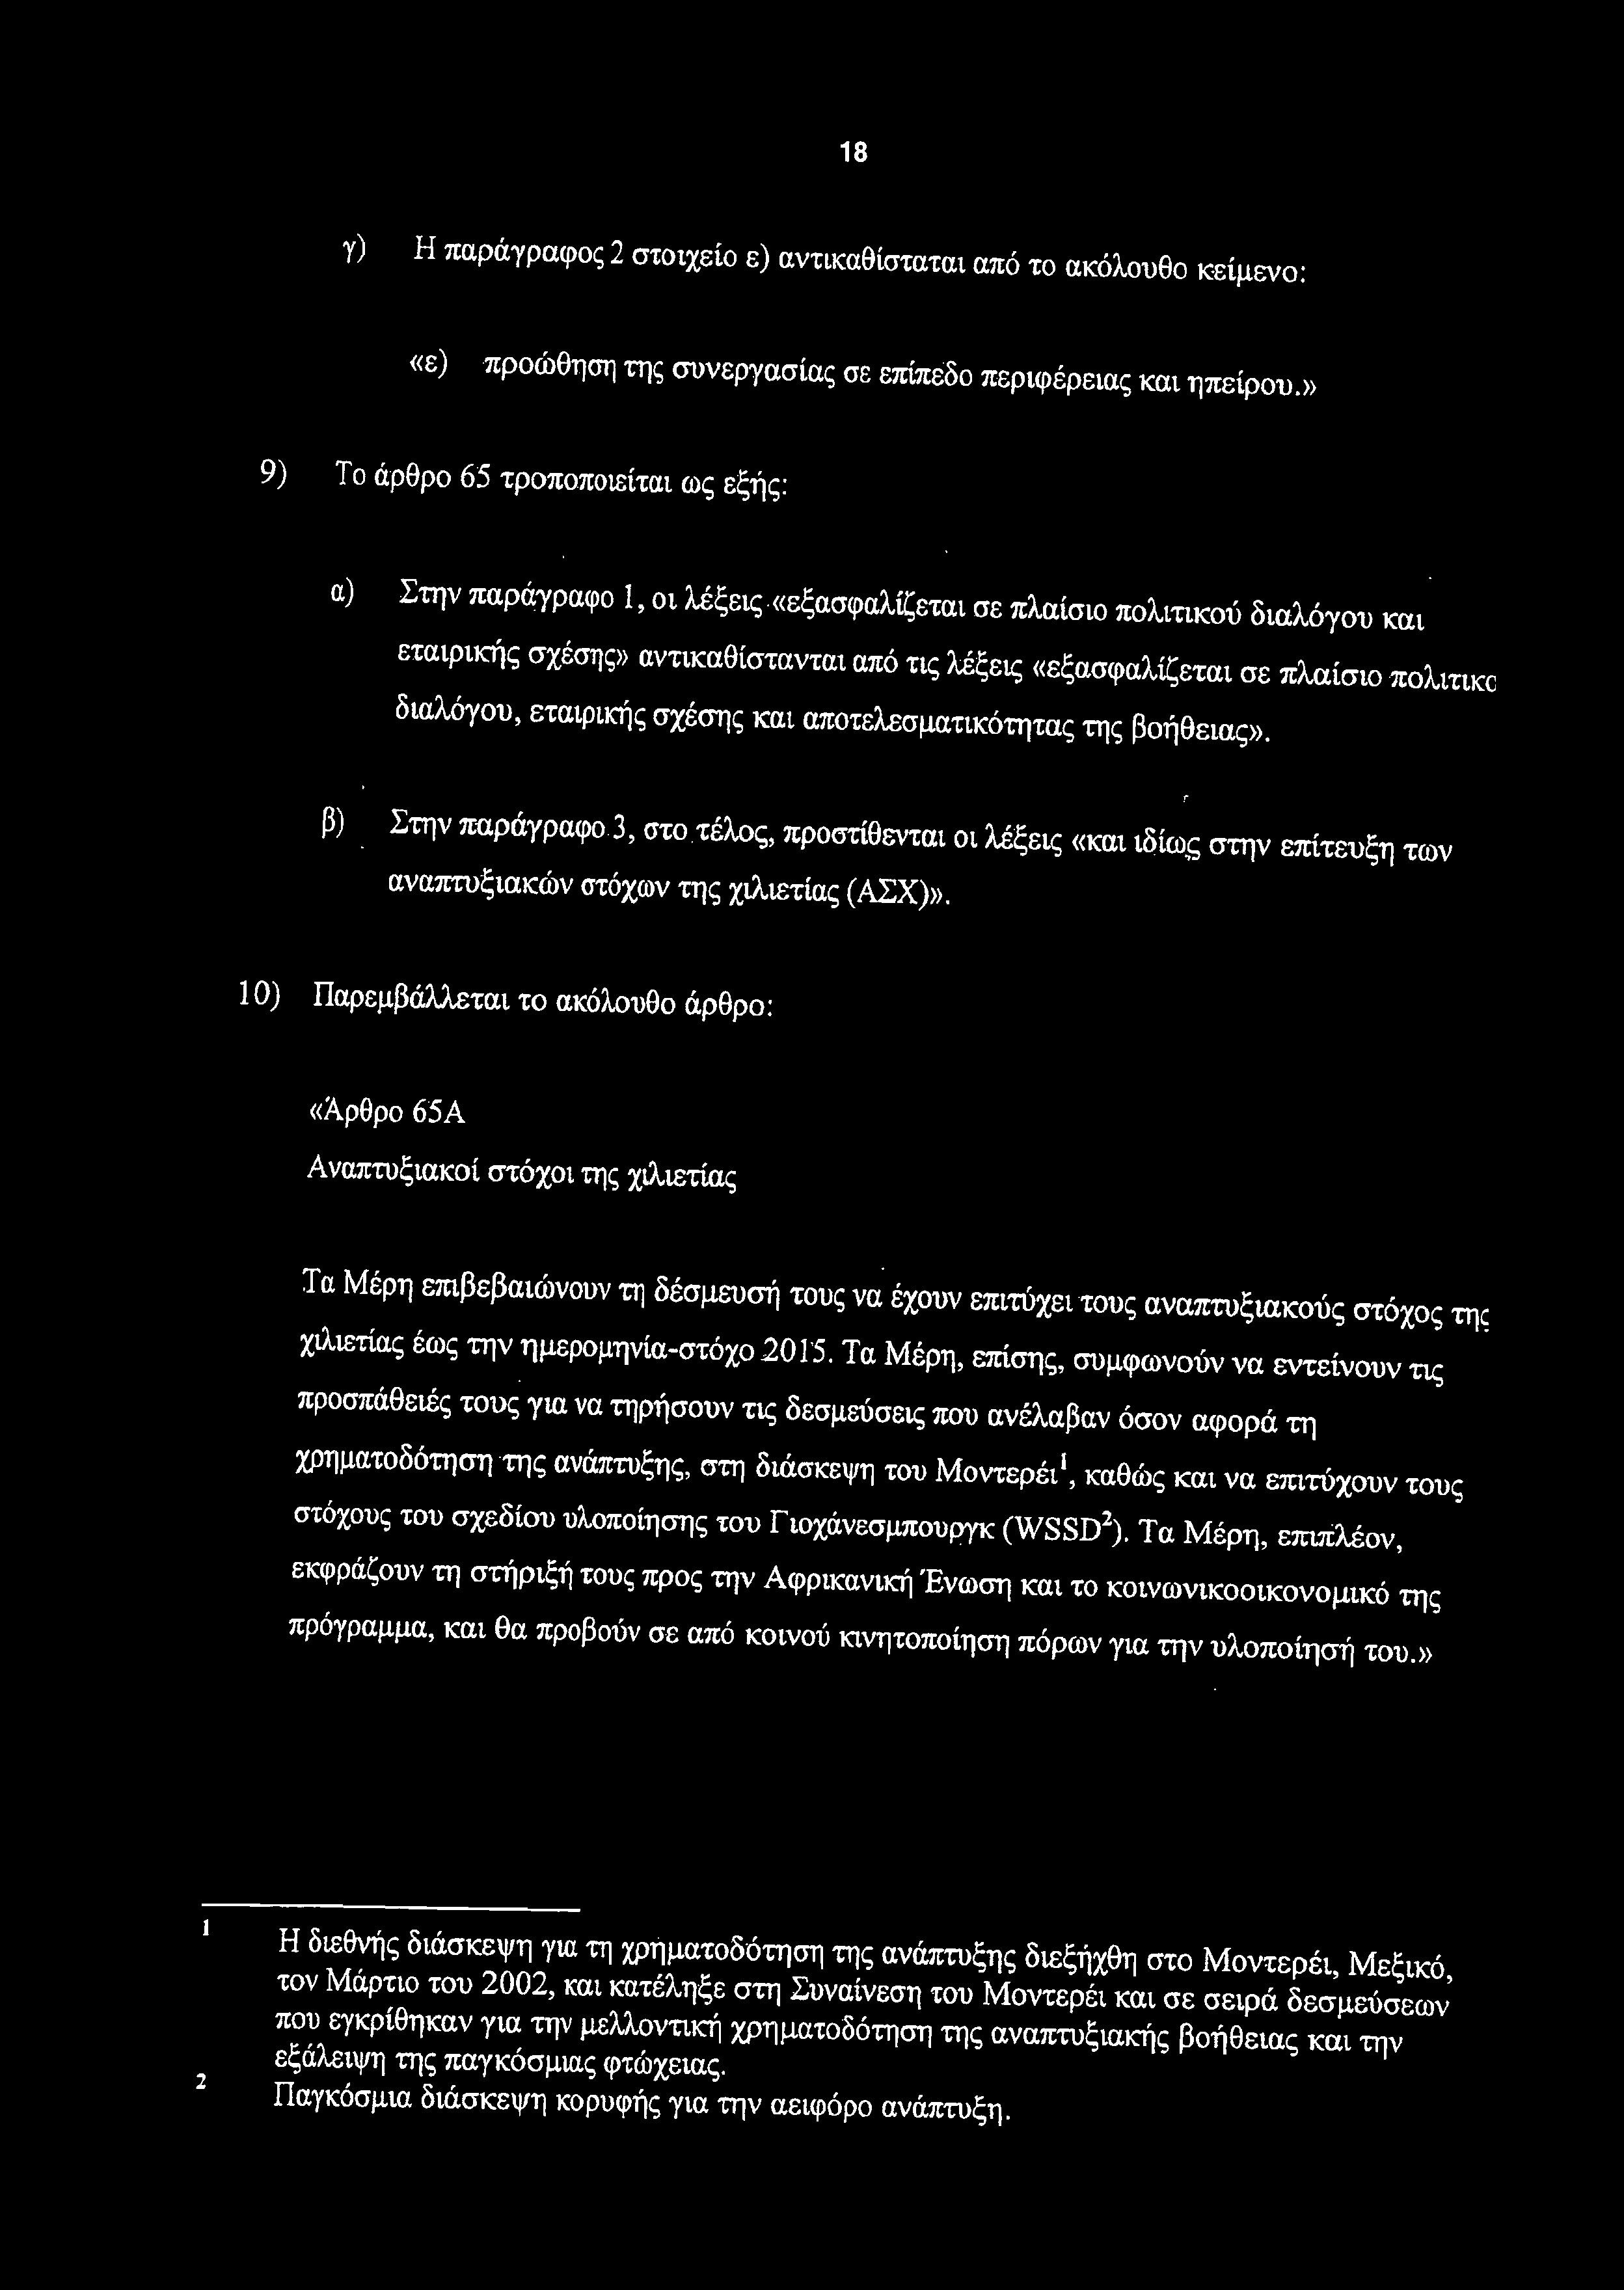 18
γ) Η παράγραφος 2 στοιχείο ε) αντικαθίσταται από το ακόλουθο κείμενο:
«ε) προώθηση της συνεργασίας σε επίπεδο περιφέρειας και ηπείρου.»
9) Το άρθρο 65 τροποποιείται ως εξής:
α) Στην παράγραφο 1, οι λέξεις «εξασφαλίζεται σε πλαίσιο πολιτικού διαλόγου και
εταιρικής σχέσης» αντικαθίστανται από τις λέξεις «εξασφαλίζεται σε πλαίσιο
διαλόγου, εταιρικής σχέσης και αποτελεσματικότητας της βοήθειας».
β) Στην παράγραφο 3, στο τέλος, προστίθενται οι λέξεις «και ιδίως στην επίτευξη των
αναπτυξιακών στόχων της χιλιετίας (ΑΣΧ)».
10) Παρεμβάλλεται το ακόλουθο άρθρο:
«Άρθρο 65Α
Αναπτυξιακοί στόχοι της χιλιετίας
Τα Μέρη επιβεβαιώνουν τη δέσμευσή τους να έχουν επιτύχει τους αναπτυξιακούς στόχος της
χιλιετίας έως την ημερομηνία-στόχο 2015. Τα Μέρη, επίσης, συμφωνούν να εντείνουν τις
προσπάθειές τους για να τηρήσουν τις δεσμεύσεις που ανέλαβαν όσον αφορά τη
χρηματοδότηση της ανάπτυξης, στη διάσκεψη του Μοντερέι¹, καθώς και να επιτύχουν τους
στόχους του σχεδίου υλοποίησης του Γιοχάνεσμπουργκ (WSSD²). Τα Μέρη, επιπλέον,
εκφράζουν τη στήριξή τους προς την Αφρικανική Ένωση και το κοινωνικοοικονομικό της
πρόγραμμα, και θα προβούν σε από κοινού κινητοποίηση πόρων για την υλοποίησή του.»
1 Η διεθνής διάσκεψη για τη χρηματοδότηση της ανάπτυξης διεξήχθη στο Μοντερέι, Μεξικό,
τον Μάρτιο του 2002, και κατέληξε στη Συναίνεση του Μοντερέι και σε σειρά δεσμεύσεων
που εγκρίθηκαν για την μελλοντική χρηματοδότηση της αναπτυξιακής βοήθειας και την
εξάλειψη της παγκόσμιας φτώχειας.
2 Παγκόσμια διάσκεψη κορυφής για την αειφόρο ανάπτυξη.